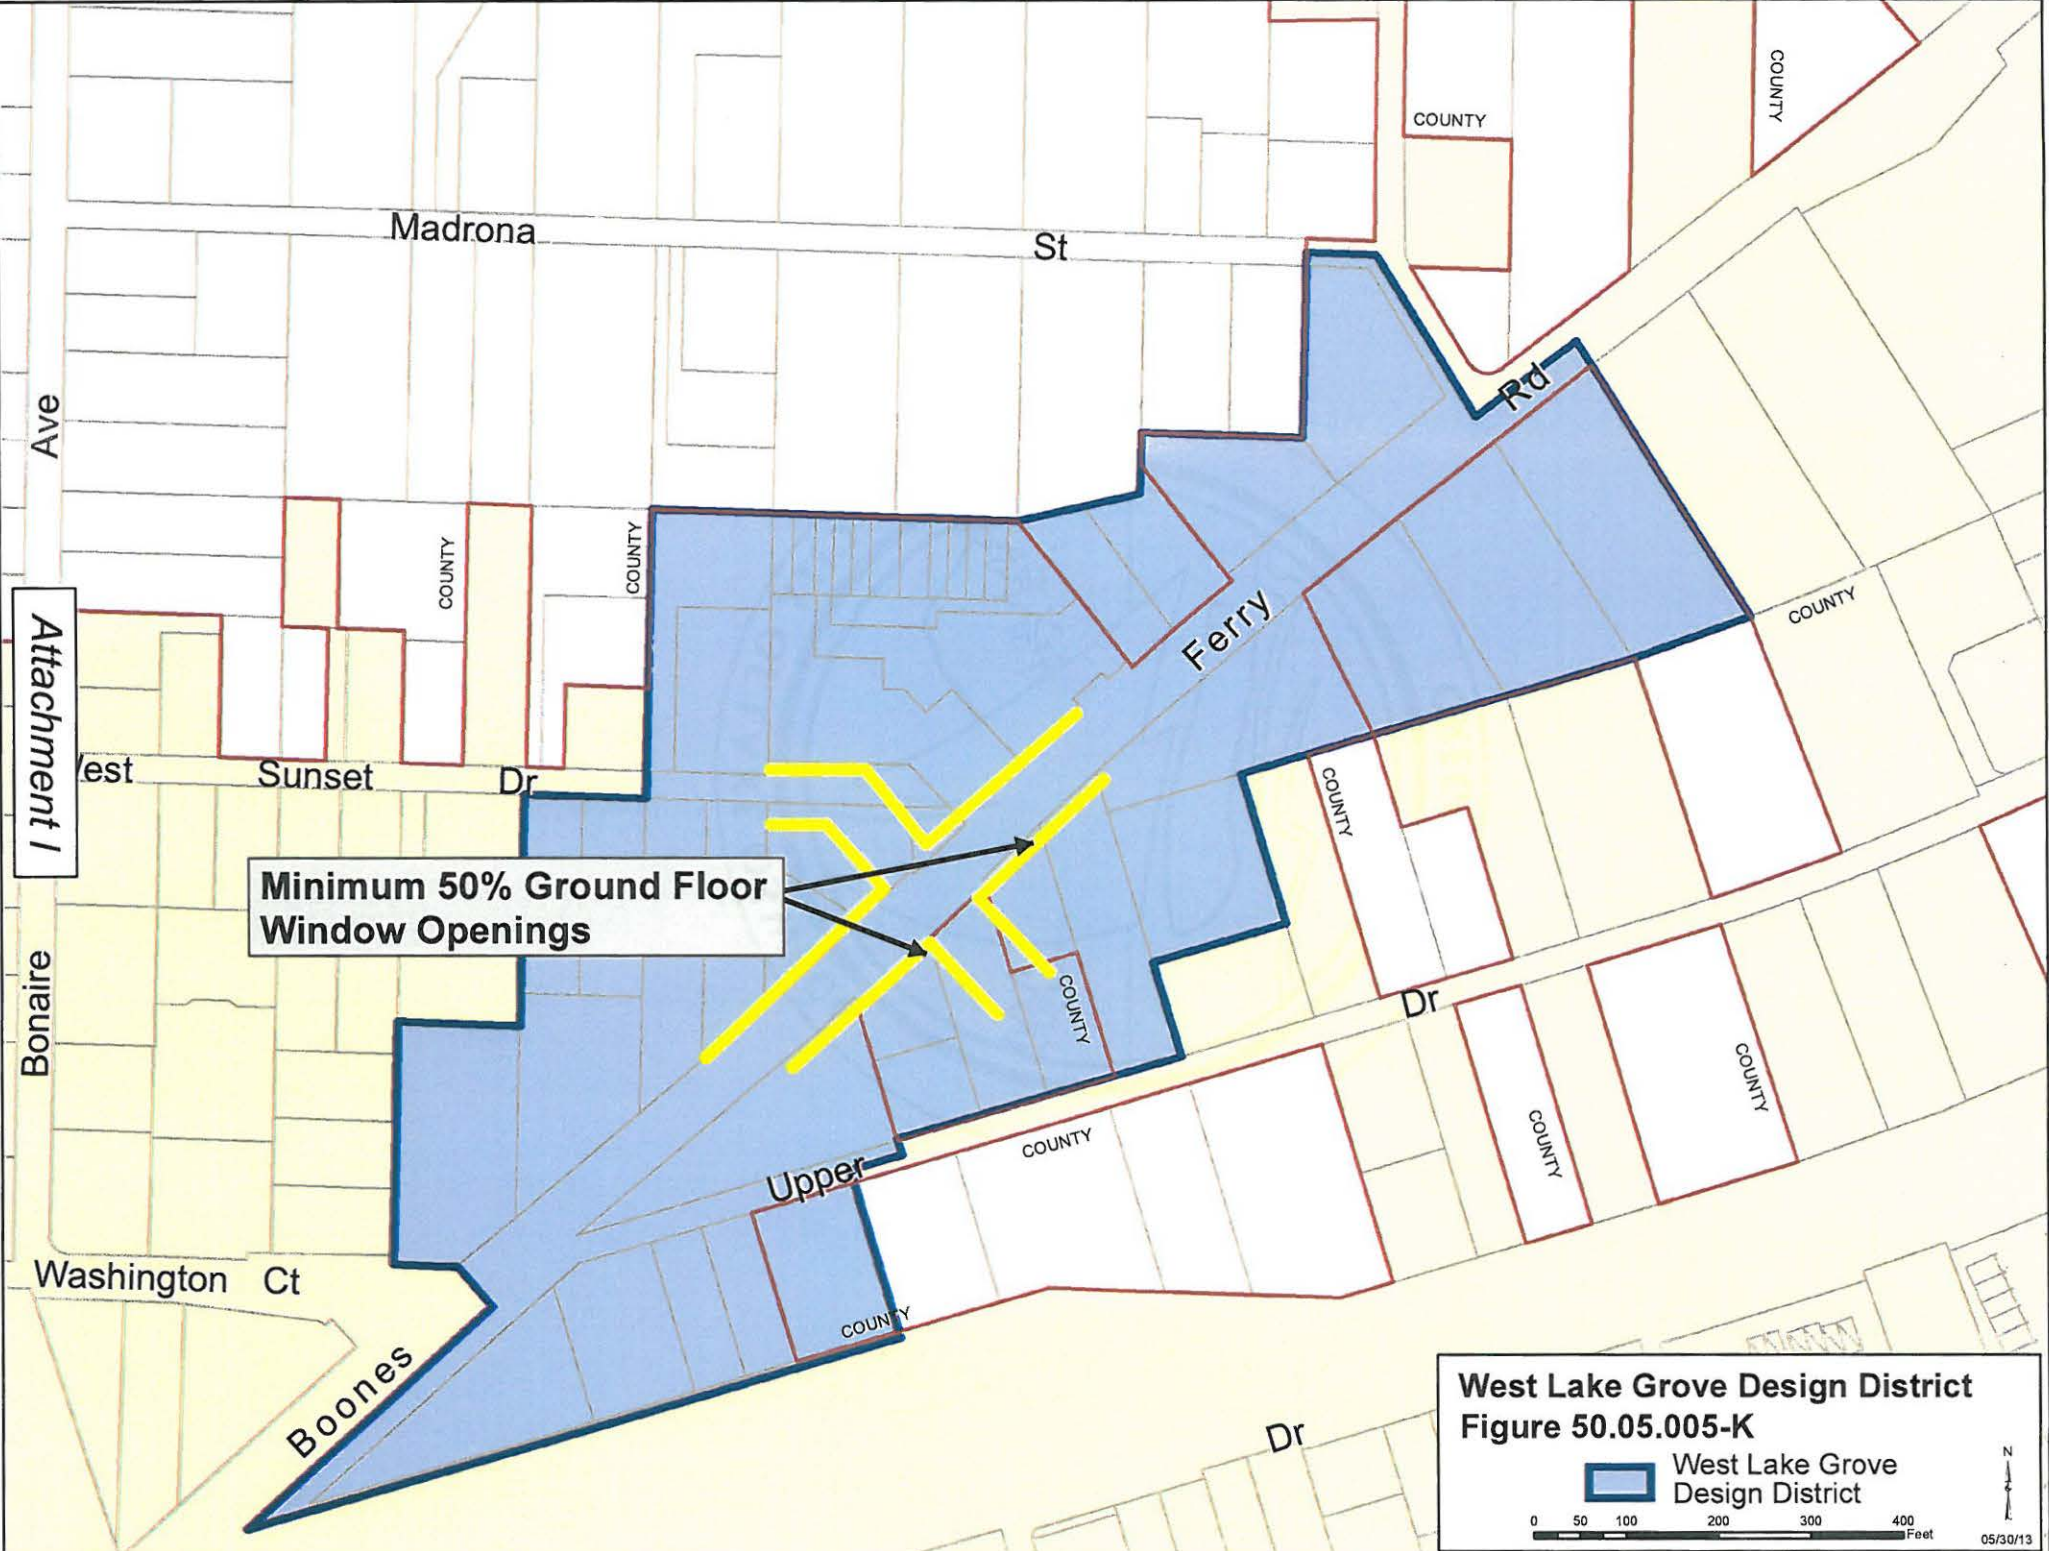 COUNTY
COUNTY
Madrona
St
Ave
Rd
COUNTY
COUNTY
COUNTY
Ferry
Attachment I
Sunset
Dr
COUNTY
Minimum 50% Ground Floor
Window Openings
Bonaire
COUNTY
Dr
COUNTY
COUNTY
COUNTY
Upper
Washington Ct
COUNTY
Boones
Dr
West Lake Grove Design District
Figure 50.05.005-K
West Lake Grove
Design District
N
0 50 100 200 300 400
Feet
05/30/13